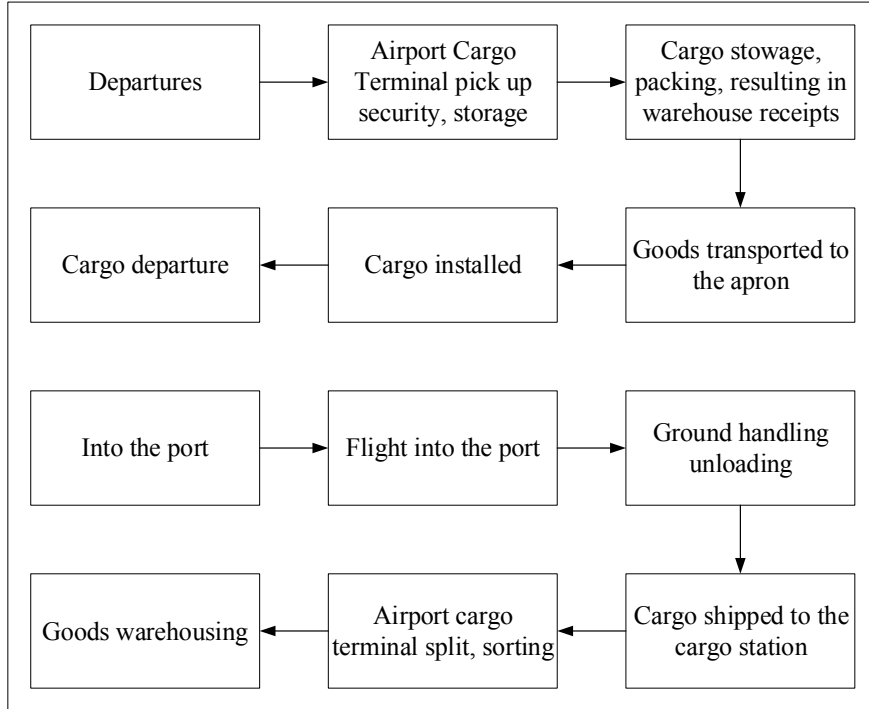 Departures
Airport Cargo
Terminal pick up
security, storage
Cargo stowage,
packing, resulting in
warehouse receipts
Cargo departure
Cargo installed
Goods transported to
the apron
Into the port
Flight into the port
Ground handling
unloading
Goods warehousing
Airport cargo
terminal split, sorting
Cargo shipped to the
cargo station